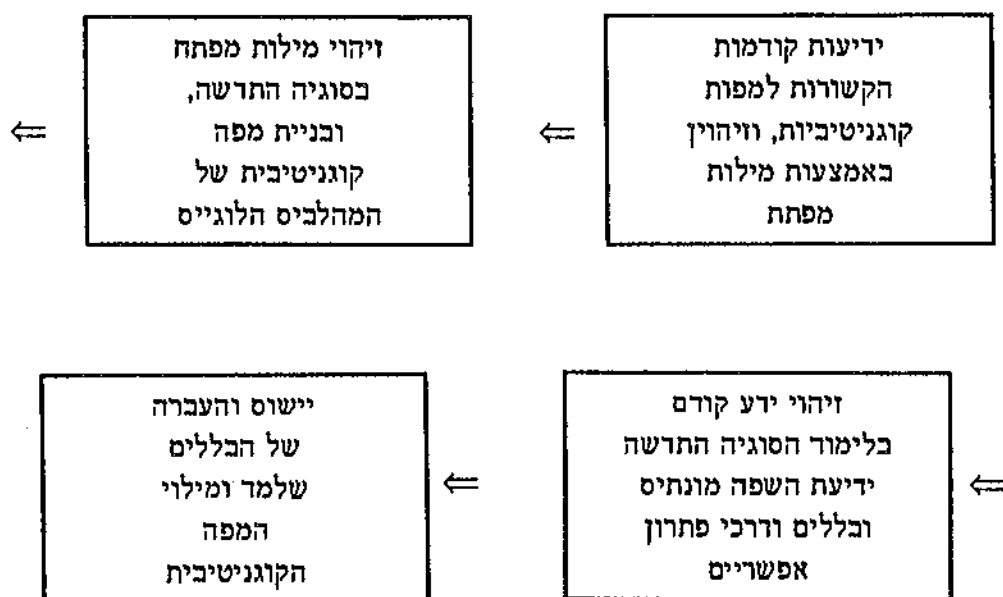 ידיעות קודמות
הקשורות למפות
קוגניטיביות, וזיהוין
באמצעות מילות
מפתח
⇐
זיהוי מילות מפתח
בסוגיה החדשה,
ובניית מפה
קוגניטיבית של
המהלכים הלוגיים
⇐
⇐
זיהוי ידע קודם
בלימוד הסוגיה החדשה
ידיעת השפה מונחים
וכללים ודרכי פתרון
אפשריים
⇐
יישום והעברה
של הכללים
שלמד ומילוי
המפה
הקוגניטיבית